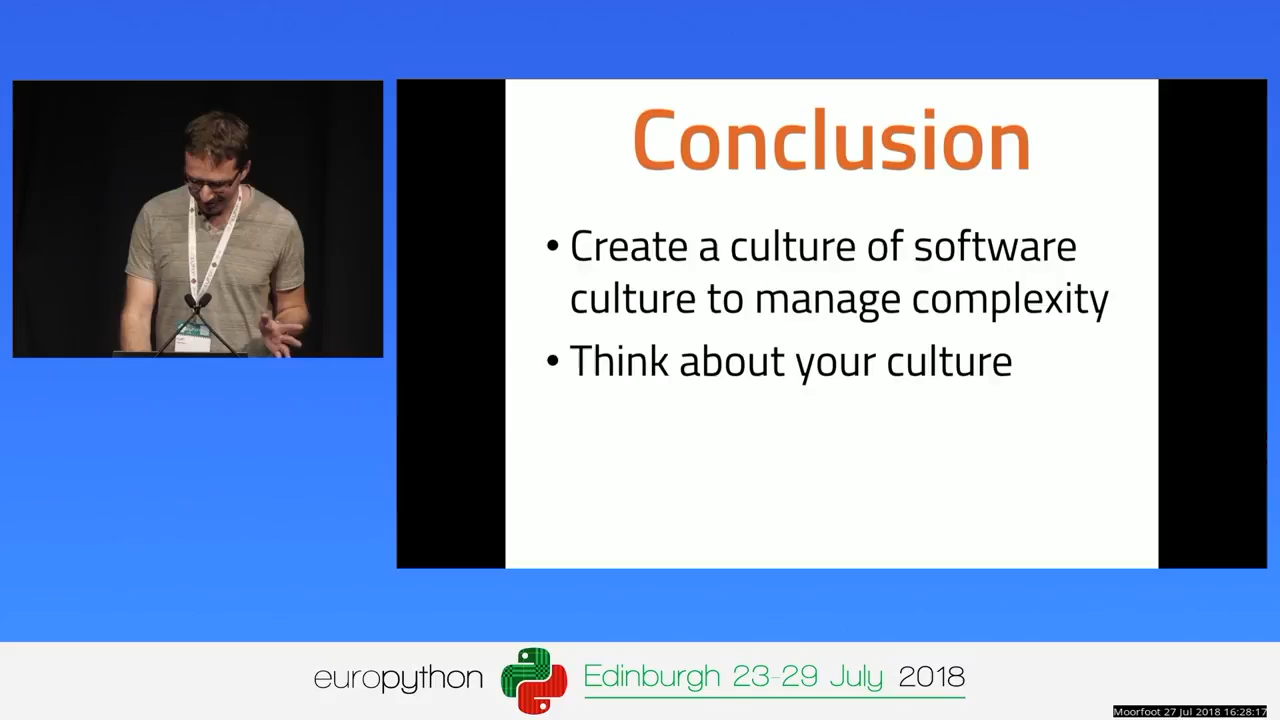 Conclusion
• Create a culture of software
culture to manage complexity
• Think about your culture
europython Edinburgh 23-29 July 2018
Moorfoot 27 Jul 2018 16:28:17